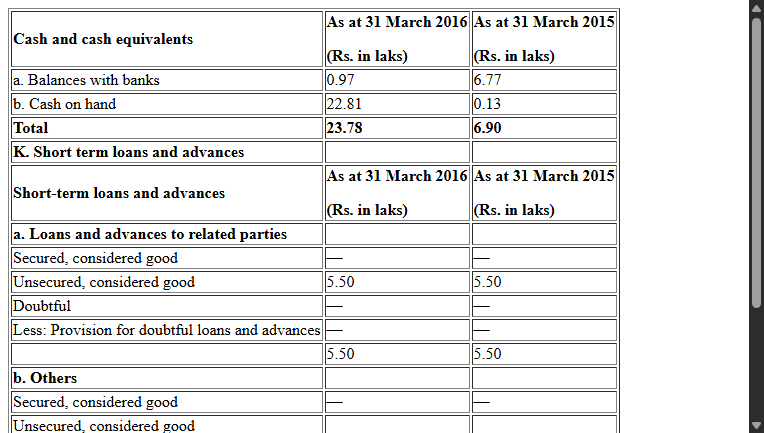 Cash and cash equivalents As at 31 March 2016 As at 31 March 2015
(Rs. in laks) (Rs. in laks)
a. Balances with banks 0.97 6.77
b. Cash on hand 22.81 0.13
Total 23.78 6.90
K. Short term loans and advances
Short-term loans and advances As at 31 March 2016 As at 31 March 2015
(Rs. in laks) (Rs. in laks)
a. Loans and advances to related parties
Secured, considered good — —
Unsecured, considered good 5.50 5.50
Doubtful — —
Less: Provision for doubtful loans and advances — —
5.50 5.50
b. Others
Secured, considered good — —
Unsecured, considered good